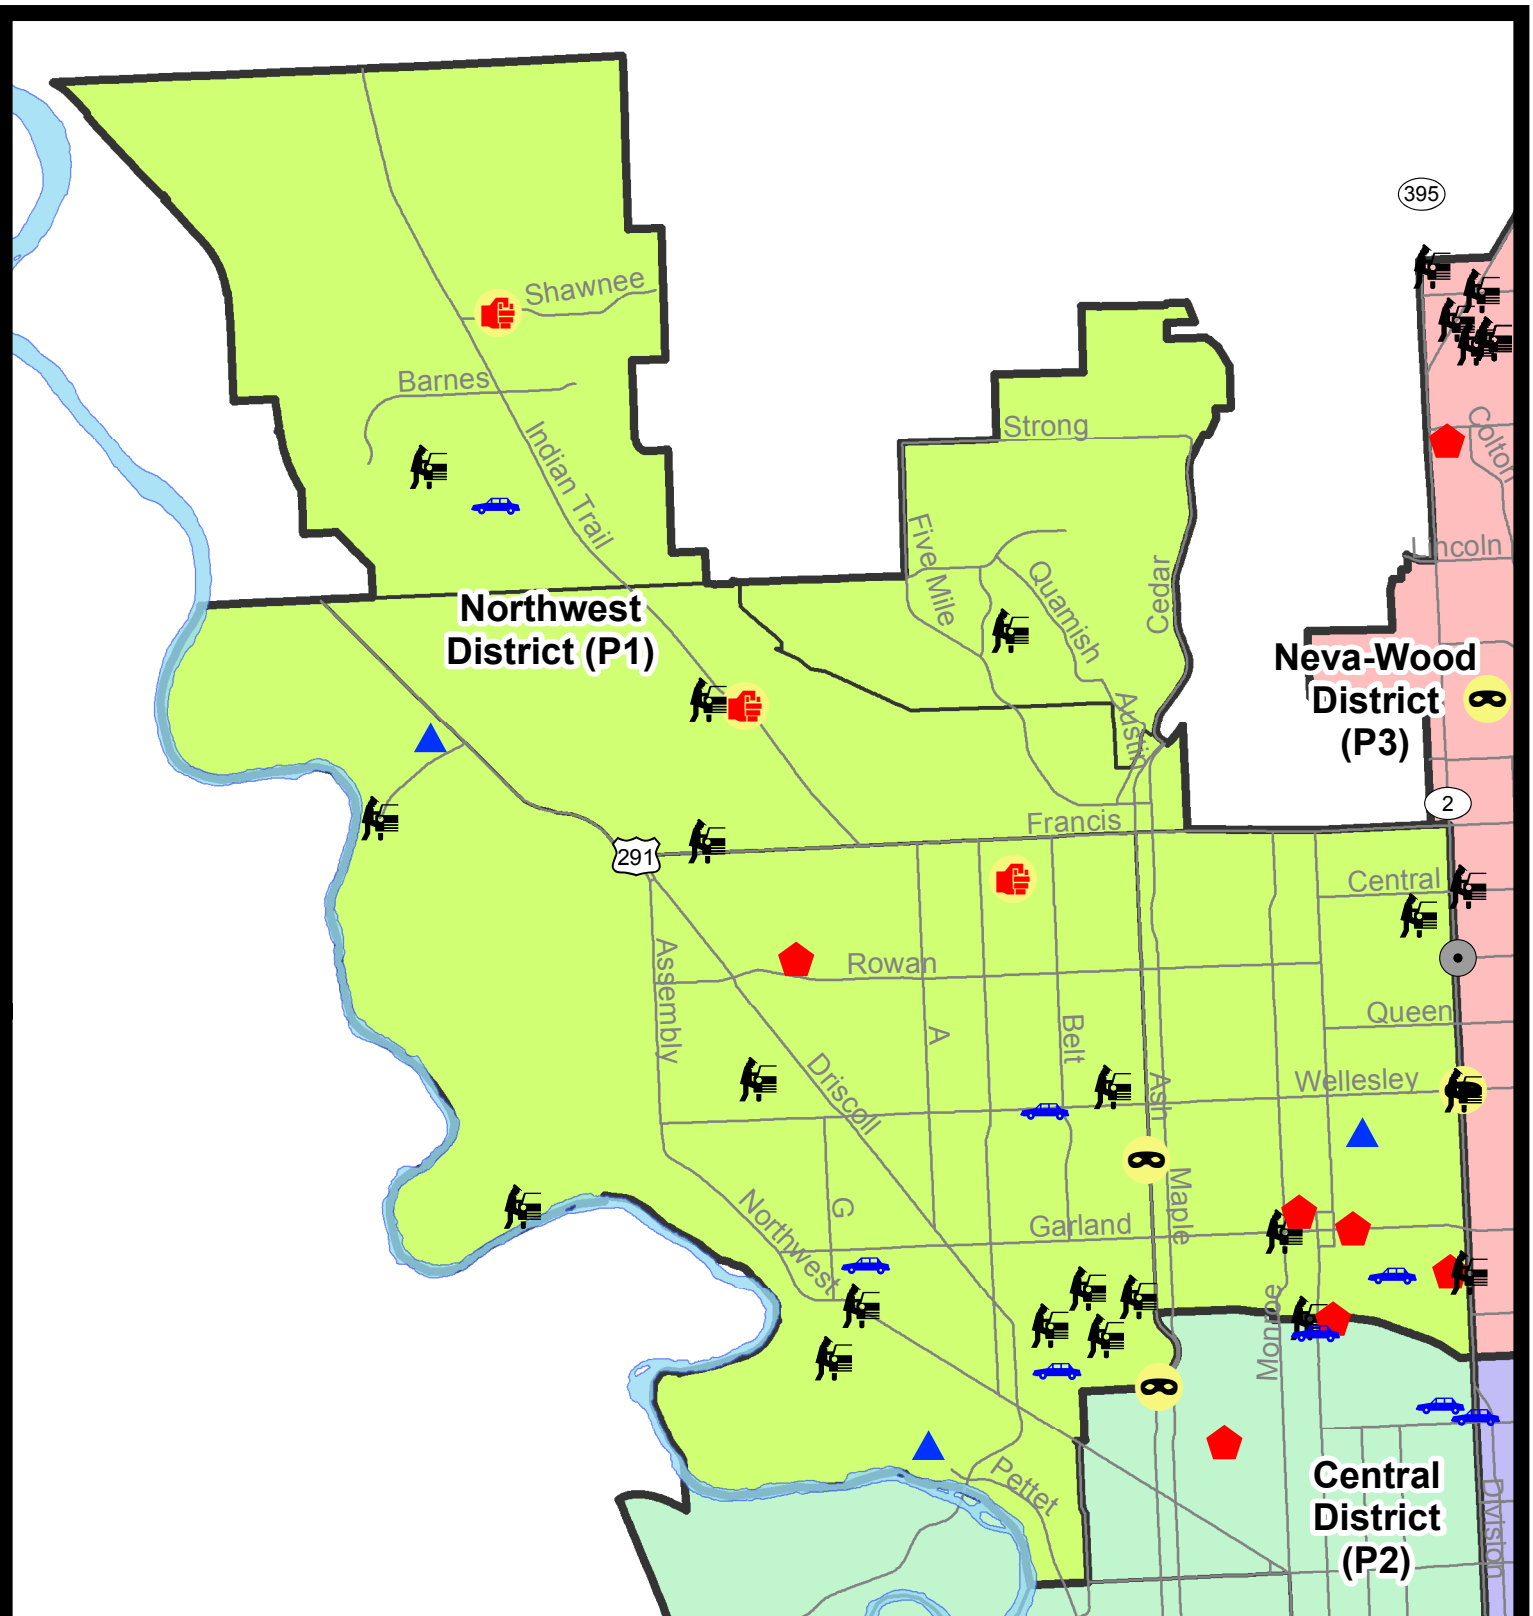 395
Shawnee
Barnes
Indian Trail
Strong
Colton
Five Mile
Quamish
Cedar
Lincoln
Northwest
District (P1)
Neva-Wood
District
(P3)
Austin
2
Francis
291
Central
Assembly
Rowan
A
Belt
Queen
Driscoll
Ash
Wellesley
Northwest
G
Garland
Maple
Monroe
Pettet
Central
District
(P2)
Division